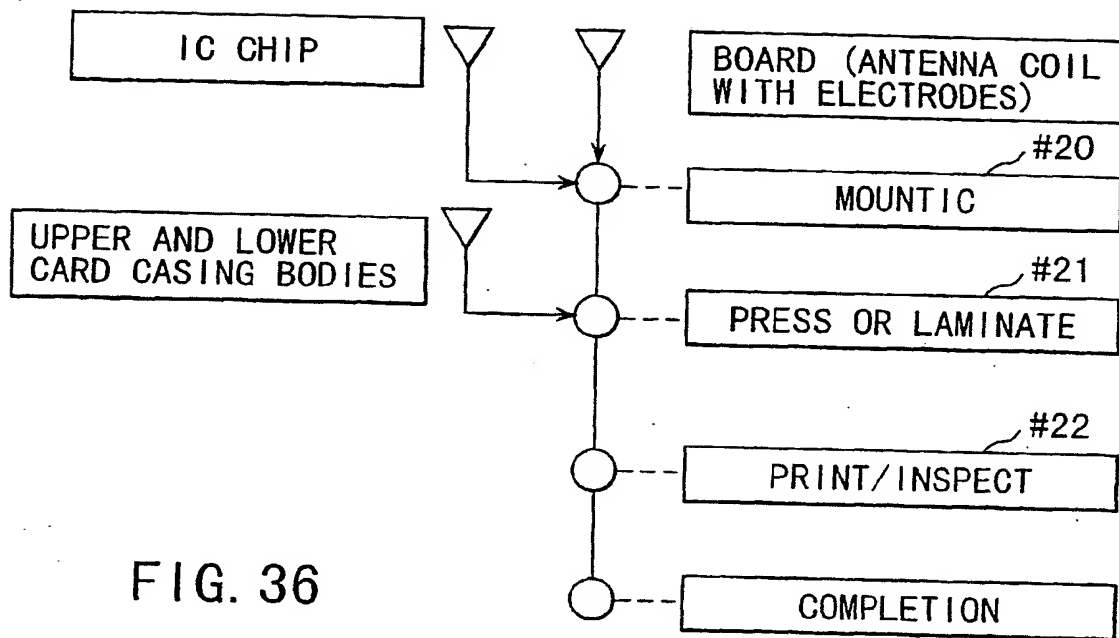 IC CHIP
BOARD (ANTENNA COIL
WITH ELECTRODES)
#20
MOUNTIC
UPPER AND LOWER
CARD CASING BODIES
#21
PRESS OR LAMINATE
#22
PRINT/INSPECT
COMPLETION
FIG. 36